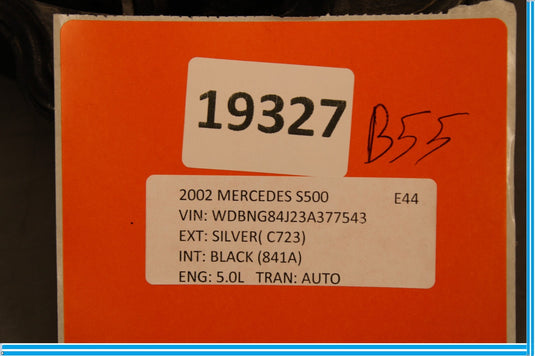 19327
B55
2002 MERCEDES S500 E44
VIN: WDBNG84J23A377543
EXT: SILVER( C723)
INT: BLACK (841A)
ENG: 5.0L TRAN: AUTO